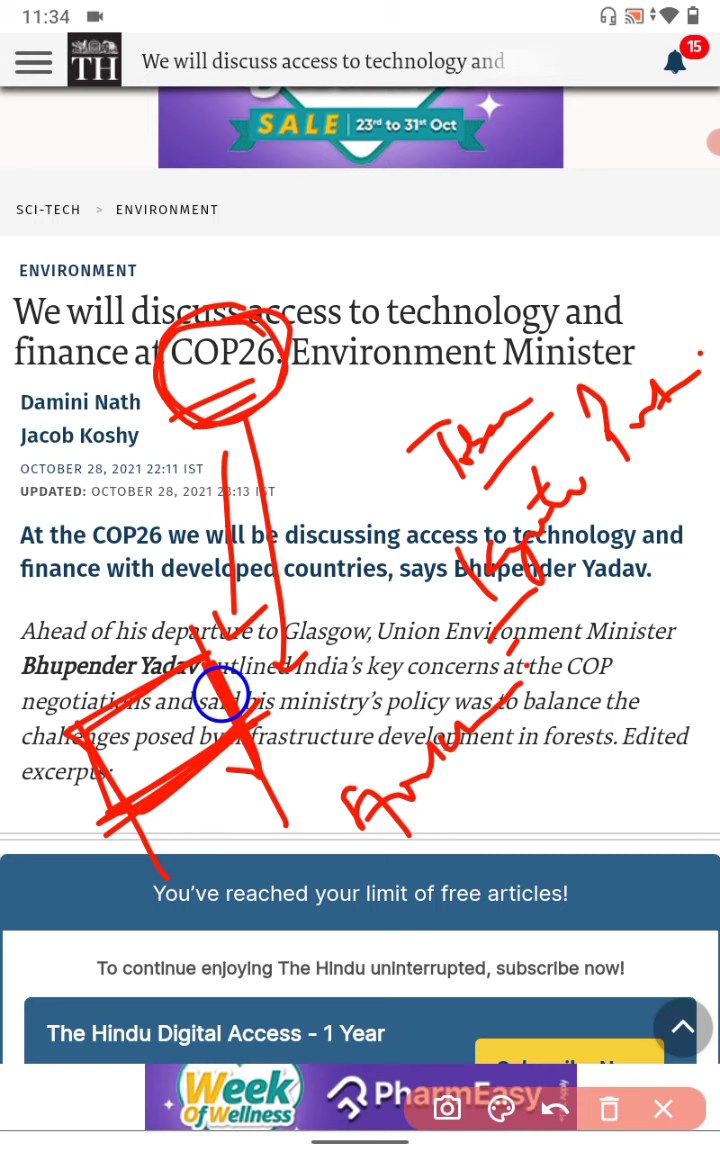 11:34
TH We will discuss access to technology and 15
SALE 23rd to 31st Oct
SCI-TECH > ENVIRONMENT
ENVIRONMENT
We will discuss access to technology and
finance at COP26: Environment Minister
Damini Nath
Jacob Koshy
OCTOBER 28, 2021 22:11 IST
UPDATED: OCTOBER 28, 2021 23:13 IST
At the COP26 we will be discussing access to technology and
finance with developed countries, says Bhupender Yadav.
Ahead of his departure to Glasgow, Union Environment Minister
Bhupender Yadav outlined India's key concerns at the COP
negotiations and said his ministry's policy was to balance the
challenges posed by infrastructure development in forests. Edited
excerpts:
You've reached your limit of free articles!
To continue enjoying The Hindu uninterrupted, subscribe now!
The Hindu Digital Access - 1 Year
Week
Of Wellness
PharmEasy